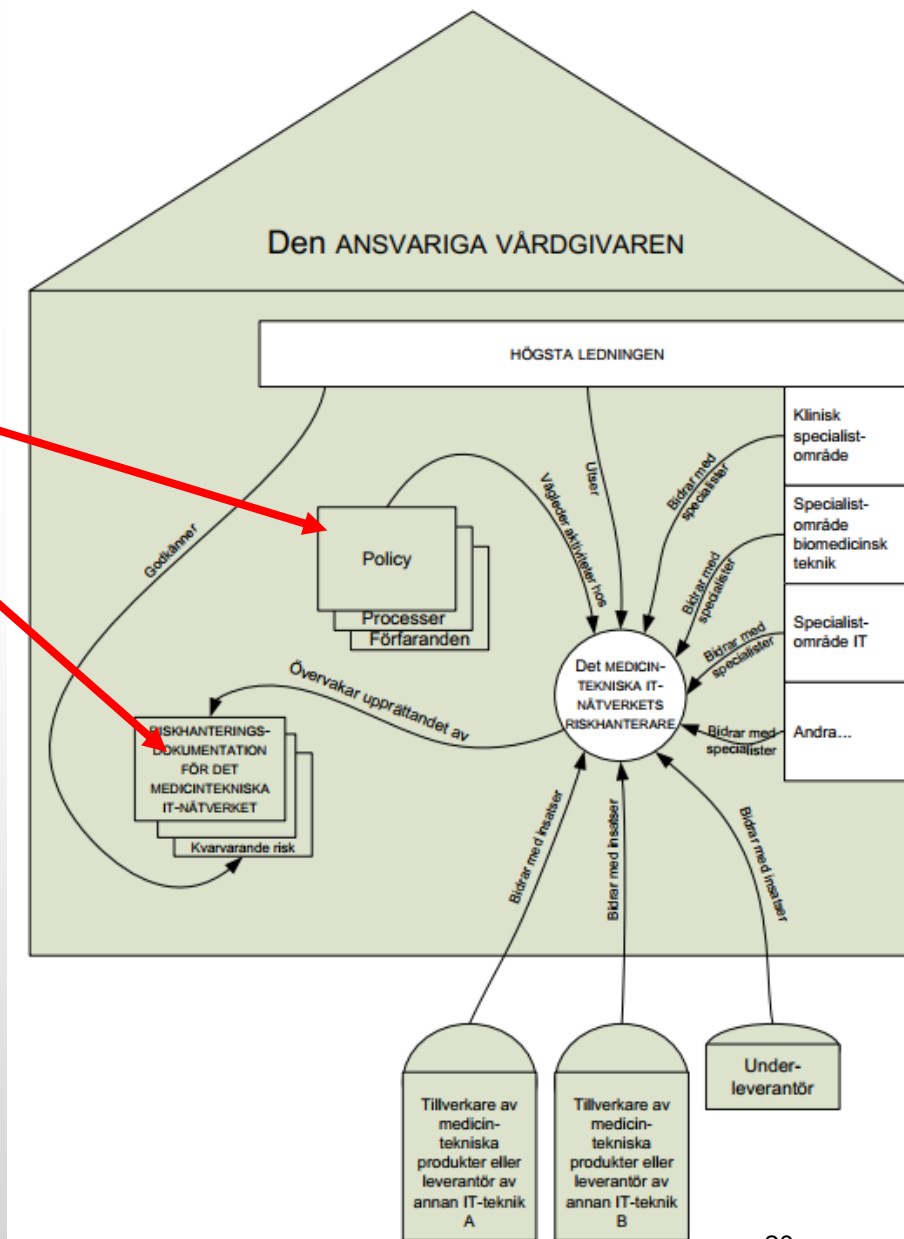 Den ANSVARIGA VÅRDGIVAREN
HÖGSTA LEDNINGEN
Klinisk
specialist-
område
Specialist-
område
biomedicinsk
teknik
Specialist-
område IT
Andra...
Godkänner
Utser
Vägleder aktiviteter hos
Bidrar med
specialister
Bidrar med
specialister
Bidrar med
specialister
Bidrar med
specialister
Policy
Processer
Förfaranden
Övervakar upprättandet av
Det MEDICIN-
TEKNISKA IT-
NÄTVERKETS
RISKHANTERARE
RISKHANTERINGS-
DOKUMENTATION
FÖR DET
MEDICINTEKNISKA
IT-NÄTVERKET
Kvarvarande risk
Bidrar med insatser
Bidrar med insatser
Bidrar med insatser
Tillverkare av
medicin-
tekniska
produkter eller
leverantör av
annan IT-teknik
A
Tillverkare av
medicin-
tekniska
produkter eller
leverantör av
annan IT-teknik
B
Under-
leverantör